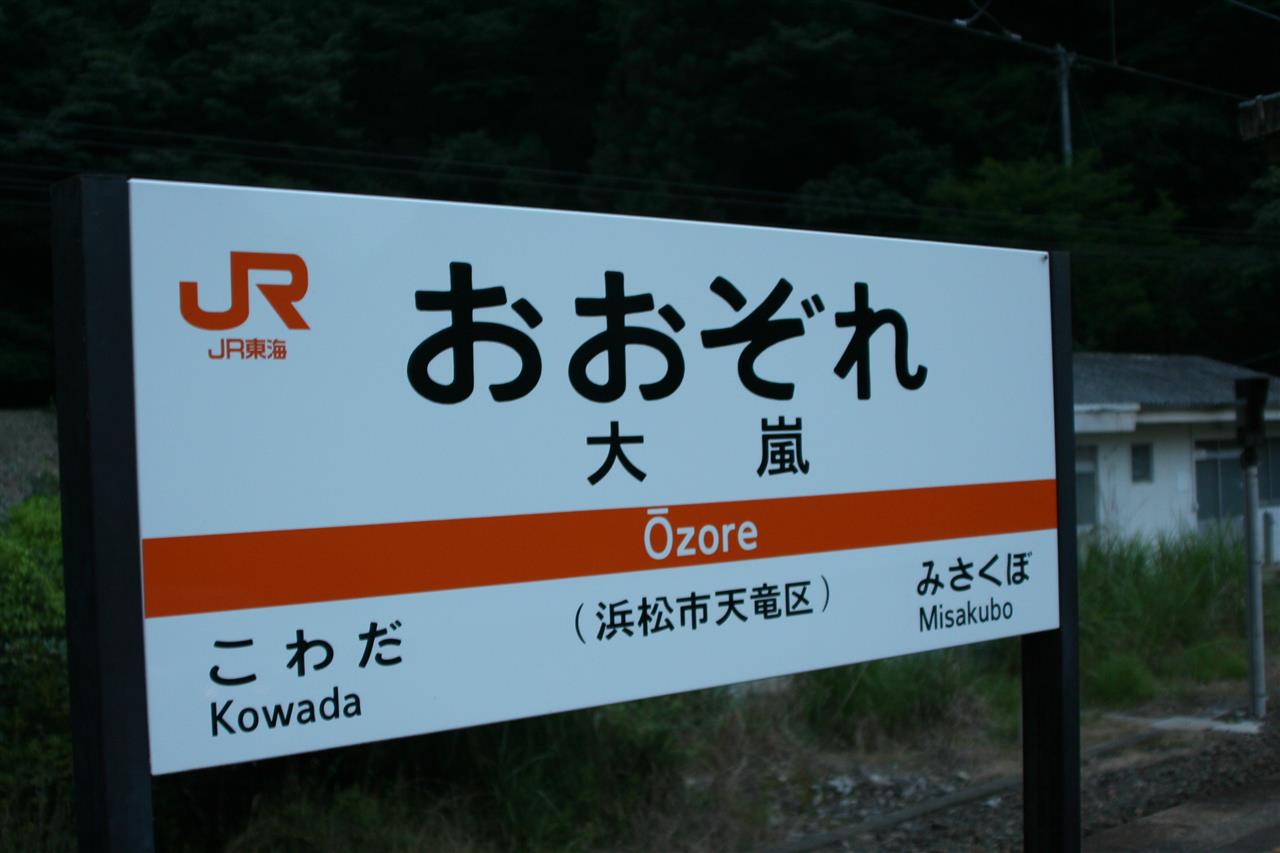 JR
JR東海
おおぞれ
大嵐
Ōzore
こわだ
Kowada
(浜松市天竜区)
みさくぼ
Misakubo